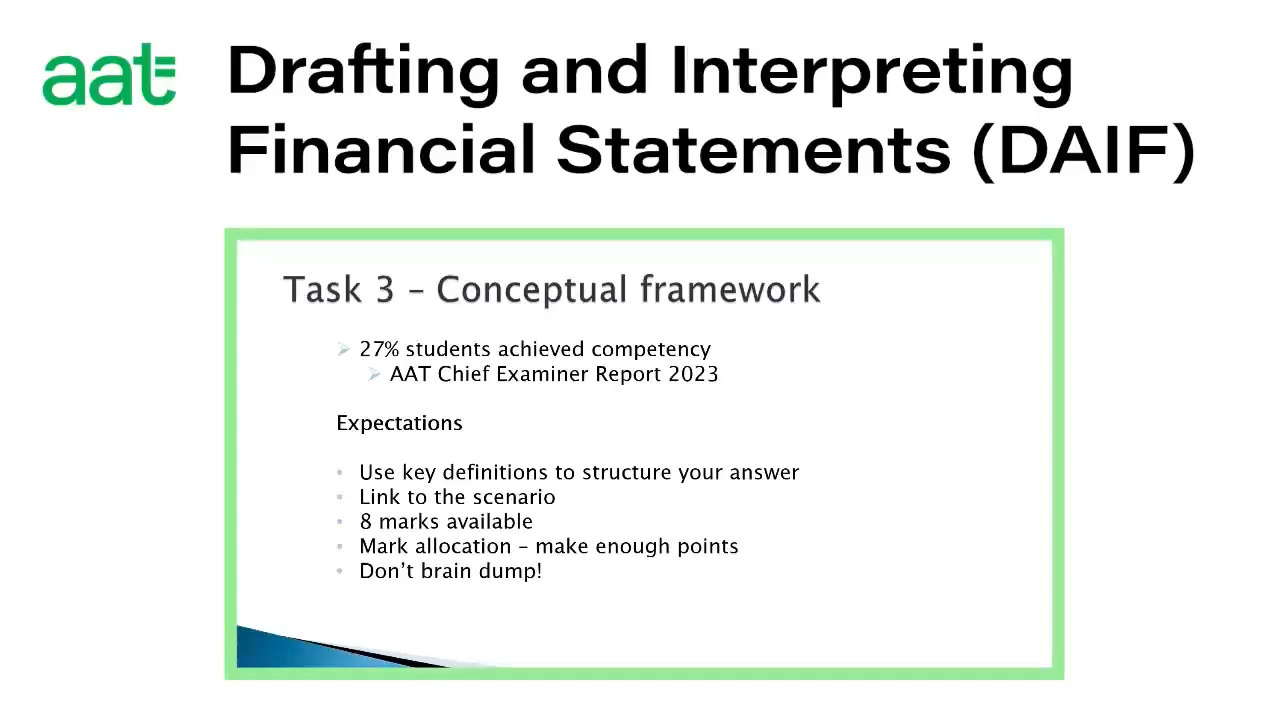 aat
Drafting and Interpreting
Financial Statements (DAIF)
Task 3 – Conceptual framework
27% students achieved competency
AAT Chief Examiner Report 2023
Expectations
Use key definitions to structure your answer
Link to the scenario
8 marks available
Mark allocation – make enough points
Don’t brain dump!